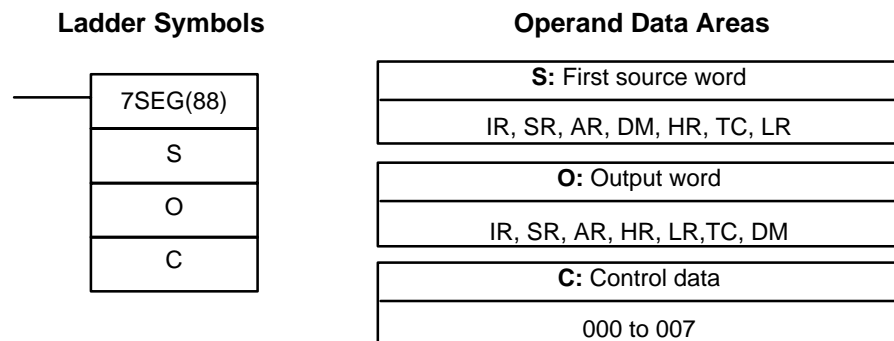 Ladder Symbols
7SEG(88)
S
O
C
Operand Data Areas
S: First source word
IR, SR, AR, DM, HR, TC, LR
O: Output word
IR, SR, AR, HR, LR,TC, DM
C: Control data
000 to 007